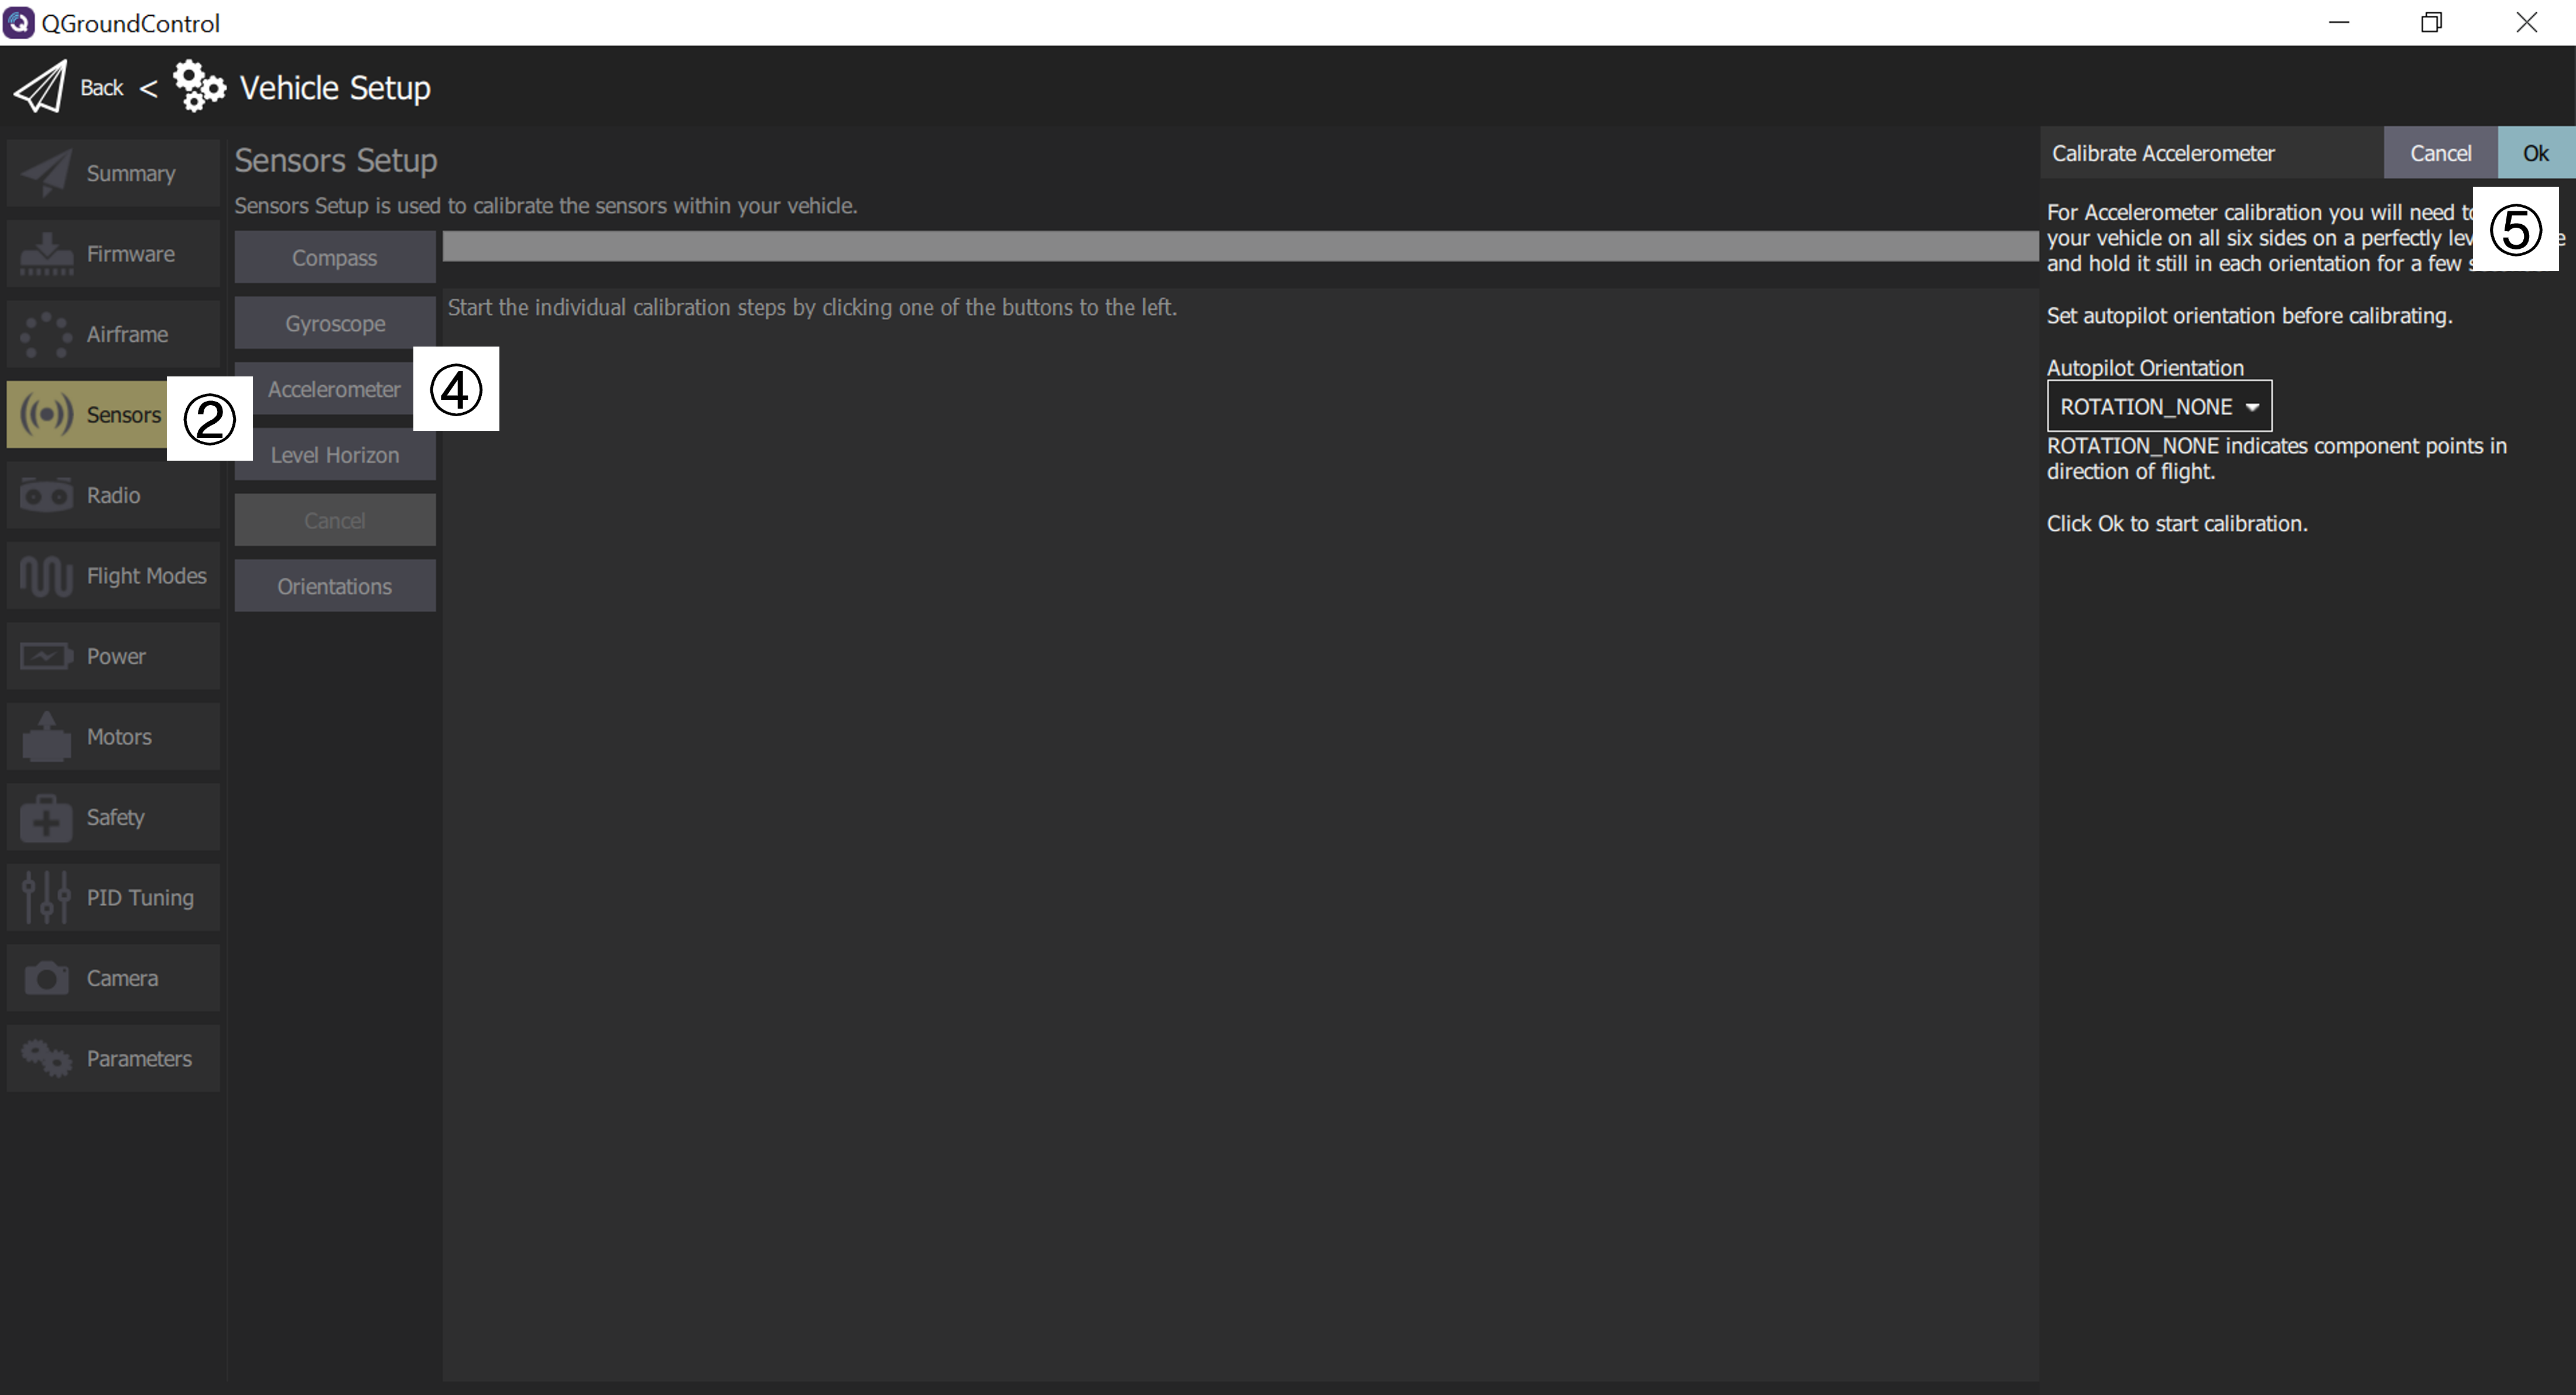 QGroundControl
Back < Vehicle Setup
Summary
Firmware
Airframe
Sensors ②
Radio
Flight Modes
Power
Motors
Safety
PID Tuning
Camera
Parameters
Sensors Setup
Sensors Setup is used to calibrate the sensors within your vehicle.
Compass
Gyroscope
Accelerometer ④
Level Horizon
Cancel
Orientations
Start the individual calibration steps by clicking one of the buttons to the left.
Calibrate Accelerometer
Cancel
Ok
⑤
For Accelerometer calibration you will need
your vehicle on all six sides on a perfectly
and hold it still in each orientation for a few
Set autopilot orientation before calibrating.
Autopilot Orientation
ROTATION_NONE
ROTATION_NONE indicates component points in
direction of flight.
Click Ok to start calibration.